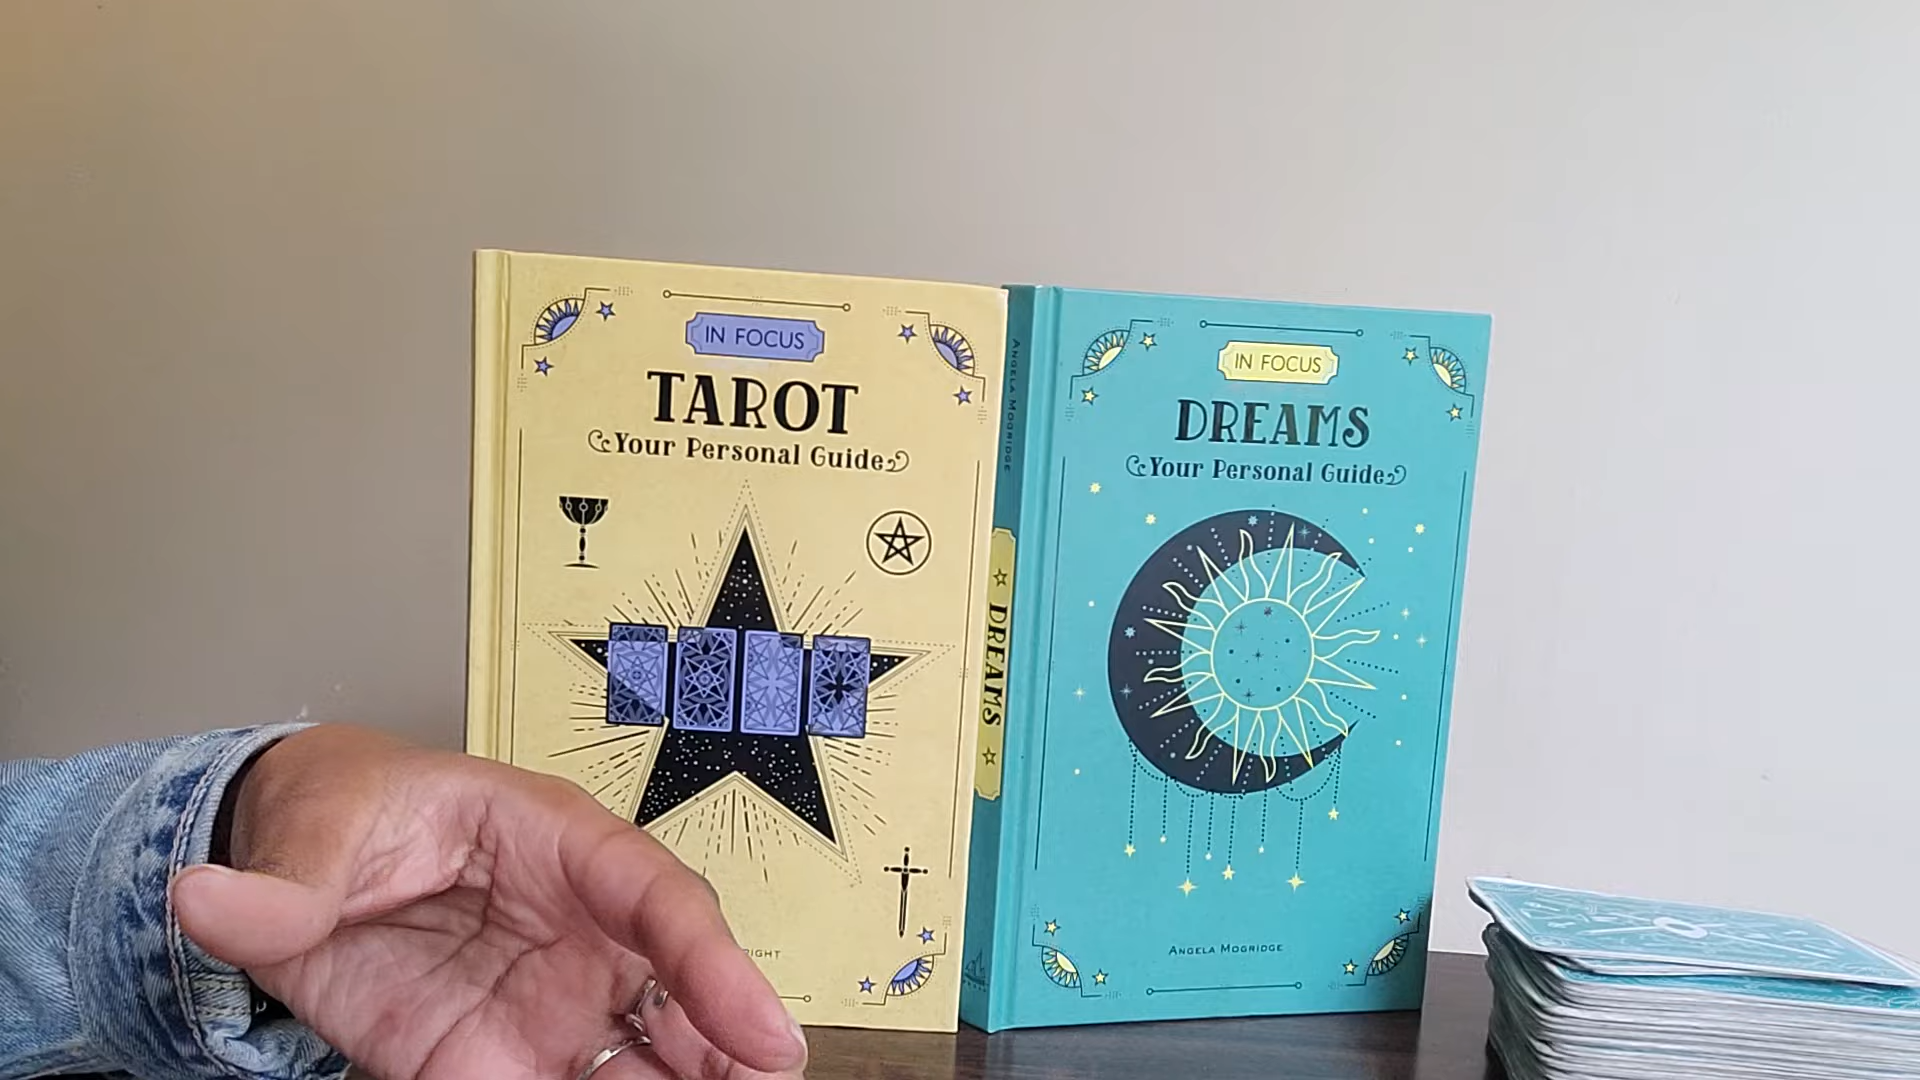 IN FOCUS
TAROT
Your Personal Guide
IN FOCUS
DREAMS
Your Personal Guide
ANGELA MOGRIDGE
ANGELA MOGRIDGE
DREAMS